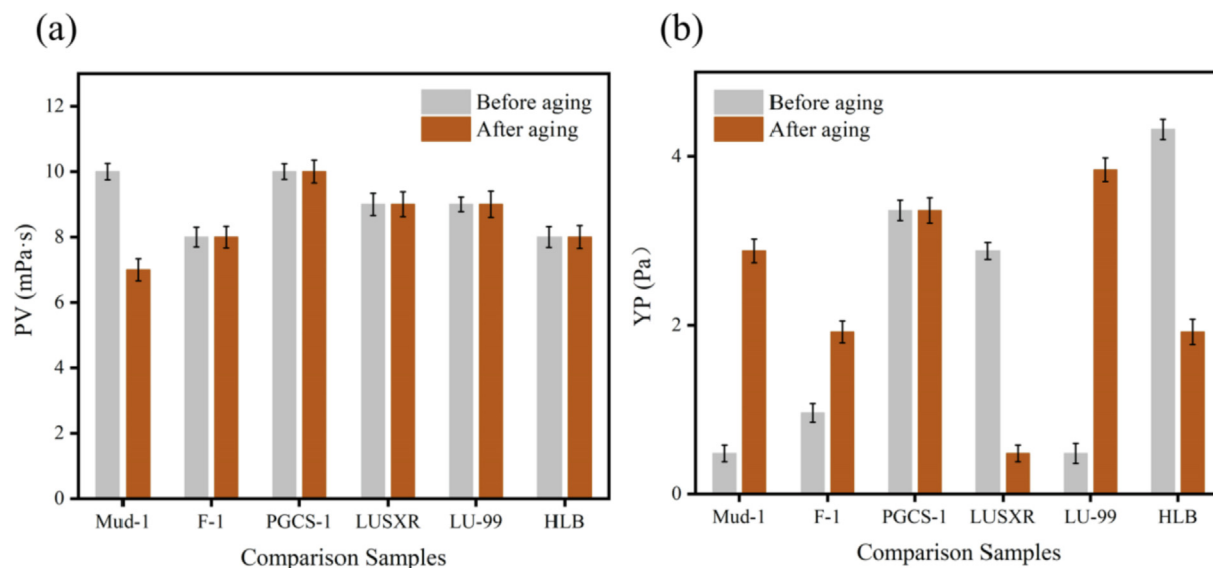 (a)
PV (mPa·s)
12
10
8
6
4
2
0
Before aging
After aging
Mud-1 F-1 PGCS-1 LUSXR LU-99 HLB
Comparison Samples
(b)
YP (Pa)
4
2
0
Before aging
After aging
Mud-1 F-1 PGCS-1 LUSXR LU-99 HLB
Comparison Samples